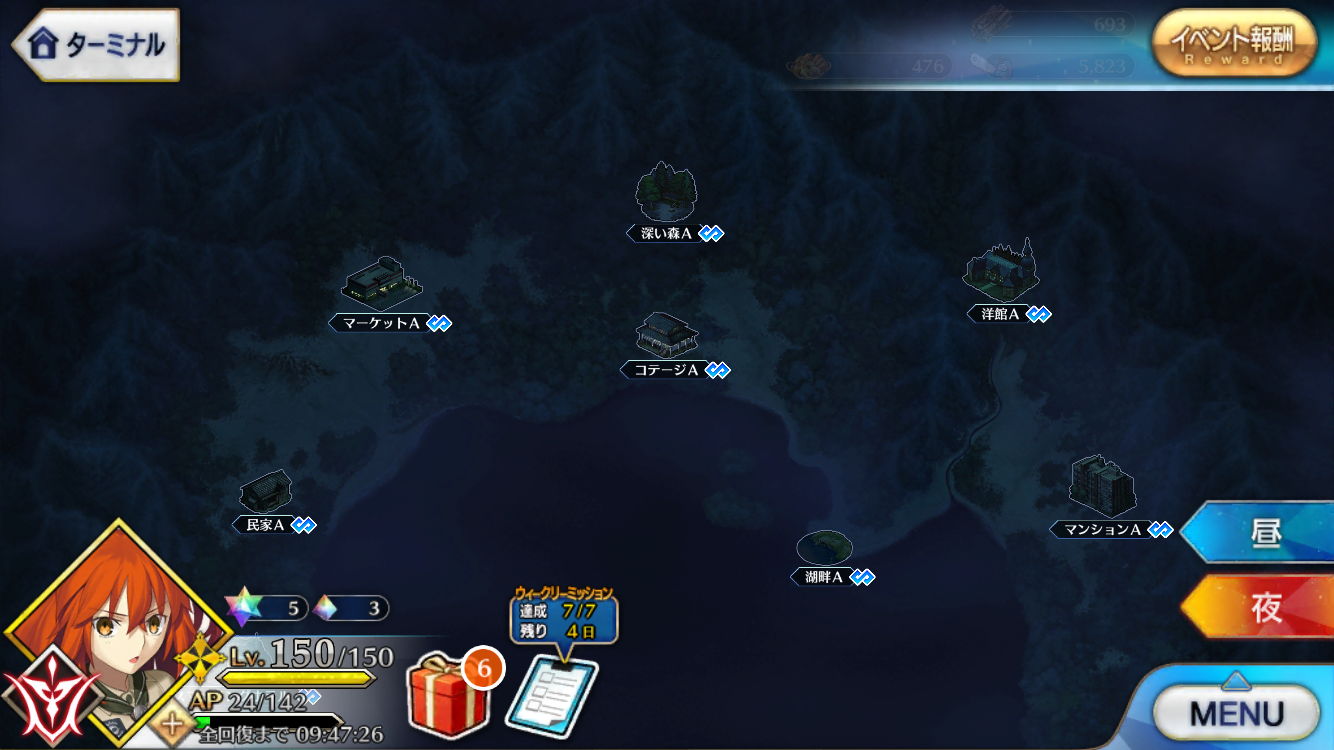 ターミナル
693
476
5,823
イベント報酬
Reward
深い森A
マーケットA
洋館A
コテージA
民家A
マンションA
湖畔A
昼
夜
5
3
ウィークリーミッション
達成 7/7
残り 4日
Lv.150/150
6
AP 24/142
全回復まで 09:47:26
MENU